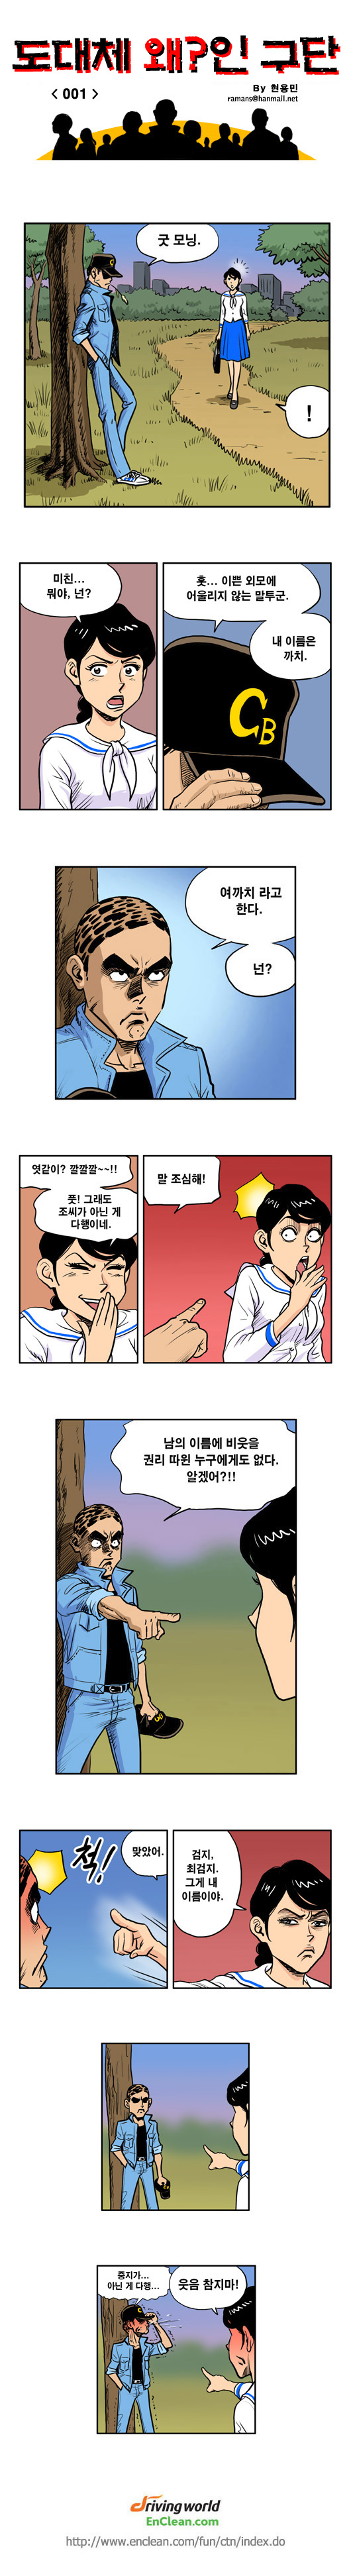 도대체 왜?인 구단
< 001 >
By 현용민
ramans@hanmail.net
굿 모닝.
!
미친...
뭐야, 넌?
훗... 이쁜 외모에
어울리지 않는 말투군.
내 이름은
까치.
CB
여까치 라고
한다.
넌?
엿같이? 깔깔깔~~!!
풋! 그래도
조씨가 아닌 게
다행이네.
말 조심해!
남의 이름에 비웃을
권리 따윈 누구에게도 없다.
알겠어?!!
척!
맞았어.
검지,
최검지.
그게 내
이름이야.
중지가...
아닌 게 다행...
웃음 참지마!
drivingworld
EnClean.com
http://www.enclean.com/fun/ctn/index.do